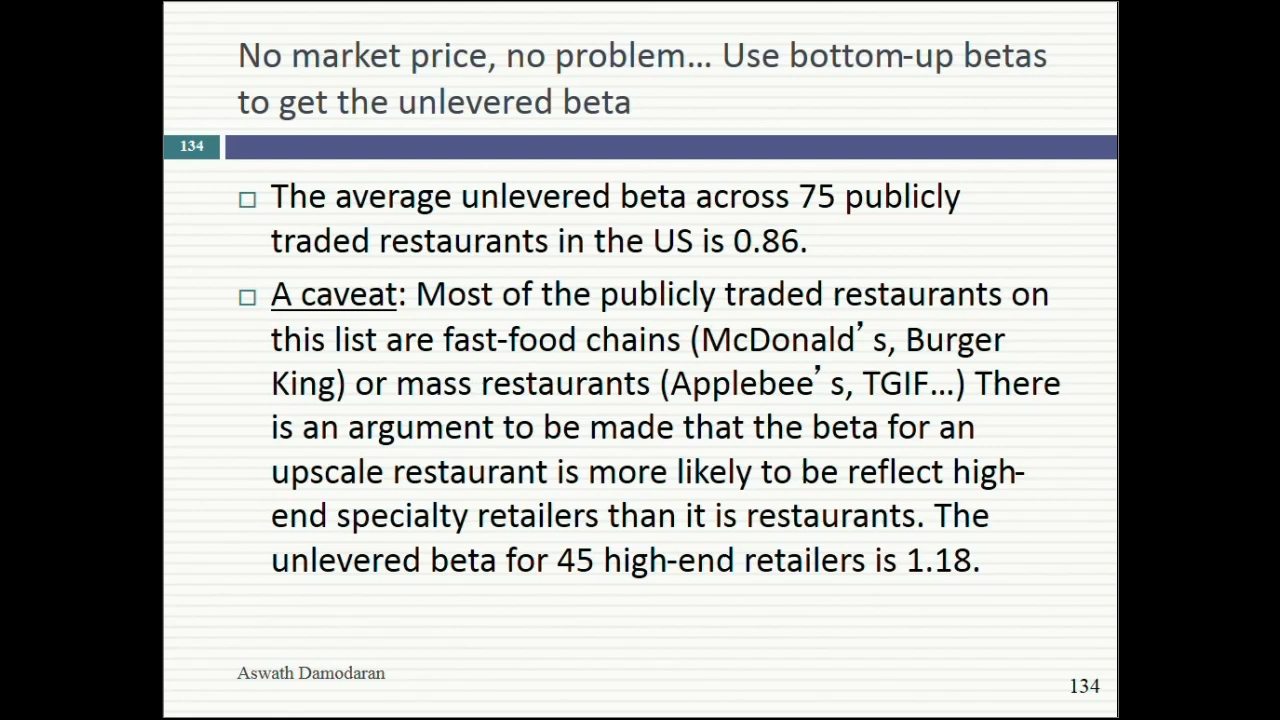 No market price, no problem… Use bottom-up betas
to get the unlevered beta
134
The average unlevered beta across 75 publicly
traded restaurants in the US is 0.86.
A caveat: Most of the publicly traded restaurants on
this list are fast-food chains (McDonald’s, Burger
King) or mass restaurants (Applebee’s, TGIF…) There
is an argument to be made that the beta for an
upscale restaurant is more likely to be reflect high-
end specialty retailers than it is restaurants. The
unlevered beta for 45 high-end retailers is 1.18.
Aswath Damodaran
134